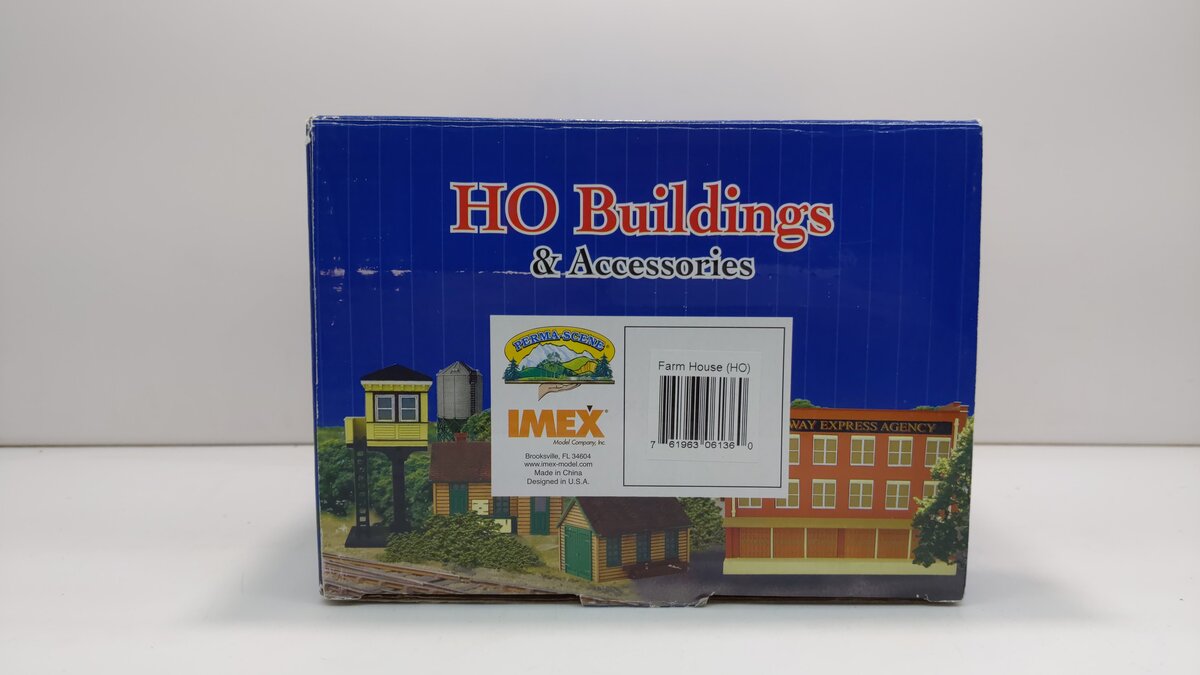 HO Buildings
& Accessories
PERMA SCENE®
IMEX®
Model Company, Inc.
Brooksville, FL 34604
www.imex-model.com
Made in China
Designed in U.S.A.
Farm House (HO)
7 61963 06136 0
WAY EXPRESS AGENCY